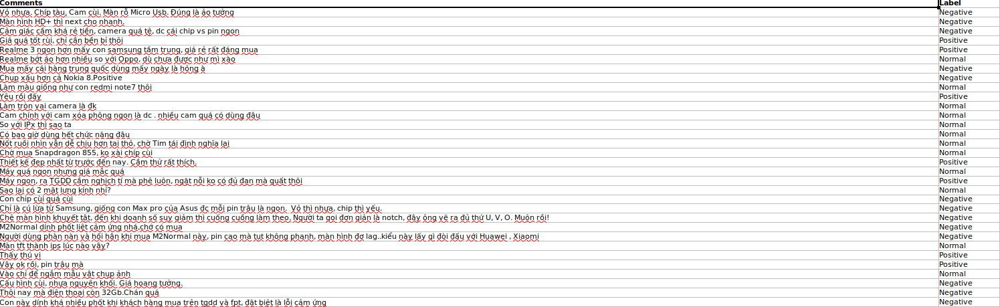 Comments Label
Vỏ nhựa. Chíp tàu. Cam cùi. Màn rỗ Micro Usb. Đúng là ảo tưởng Negative
Màn hình HD+ thì next cho nhanh. Negative
Cảm giác cầm khá rẻ tiền, camera quá tệ, dc cái chip vs pin ngon Negative
Giá quá tốt rùi, chỉ cần bền bỉ thôi Positive
Realme 3 ngon hơn mấy con samsung tầm trung, giá rẻ rất đáng mua Positive
Realme bớt ảo hơn nhiều so với Oppo, dù chưa được như mì xào Normal
Mua mấy cái hàng trung quốc dùng mấy ngày là hỏng à Negative
Chụp xấu hơn cả Nokia 8.Positive Negative
Làm màu giống như con redmi note7 thôi Normal
Yêu rồi đấy Positive
Làm tròn vai camera là đk Normal
Cam chính với cam xóa phông ngon là dc . nhiều cam quá có dùng đâu Normal
So với IPx thì sao ta Normal
Có bao giờ dùng hết chức năng đâu Normal
Nốt ruồi nhìn vẫn dễ chịu hơn tai thỏ, chờ Tim tái định nghĩa lại Normal
Chờ mua Snapdragon 855, ko xài chíp cùi Normal
Thiết kế đẹp nhất từ trước đến nay. Cầm thử rất thích. Positive
Máy quá ngon nhưng giá mắc quá Normal
Máy ngon, ra TGDD cầm nghịch tí mà phê luôn, ngặt nỗi ko có đủ đạn mà quất thôi Positive
Sao lại có 2 mặt lưng kính nhỉ? Normal
Con chip cùi quá cùi Negative
Chỉ là cú lừa từ Samsung, giống con Max pro của Asus đc mỗi pin trâu là ngon. Vỏ thì nhựa, chip thì yếu. Negative
Chê màn hình khuyết tật, đến khi doanh số suy giảm thì cuống cuồng làm theo. Người ta gọi đơn giản là notch, đây ông vẽ ra đủ thứ U, V, O. Muộn rồi! Negative
M2Normal dính phốt liệt cảm ứng nhá,chớ có mua Negative
Người dùng phàn nàn và hối hận khi mua M2Normal này, pin cao mà tụt không phanh, màn hình đơ lag..kiểu này lấy gì đòi đấu với Huawei , Xiaomi Negative
Màn tft thành ips lúc nào vậy? Normal
Thấy thú vị Positive
Vậy ok rồi, pin trâu mà Positive
Vào chỉ để ngắm mẫu vật chụp ảnh Normal
Cấu hình cùi, nhựa nguyên khối. Giá hoang tưởng. Negative
Thôi nay mà điện thoại còn 32Gb.Chán quá Negative
Con này dính khá nhiều phốt khi khách hàng mua trên tgdd và fpt, đặt biệt là lỗi cảm ứng Negative